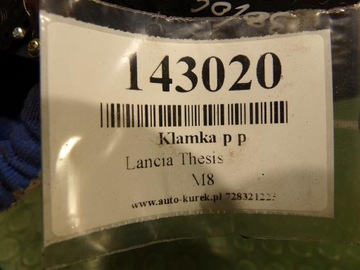 143020
Klamka p p
Lancia Thesis
M8
www.auto-kurek.pl 728321225